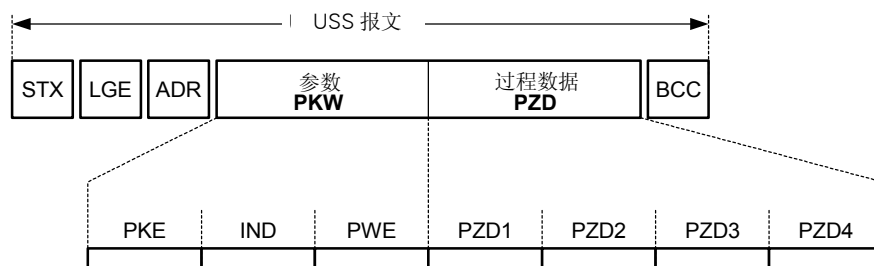 USS 报文
STX LGE ADR 参数 PKW 过程数据 PZD BCC
PKE IND PWE PZD1 PZD2 PZD3 PZD4